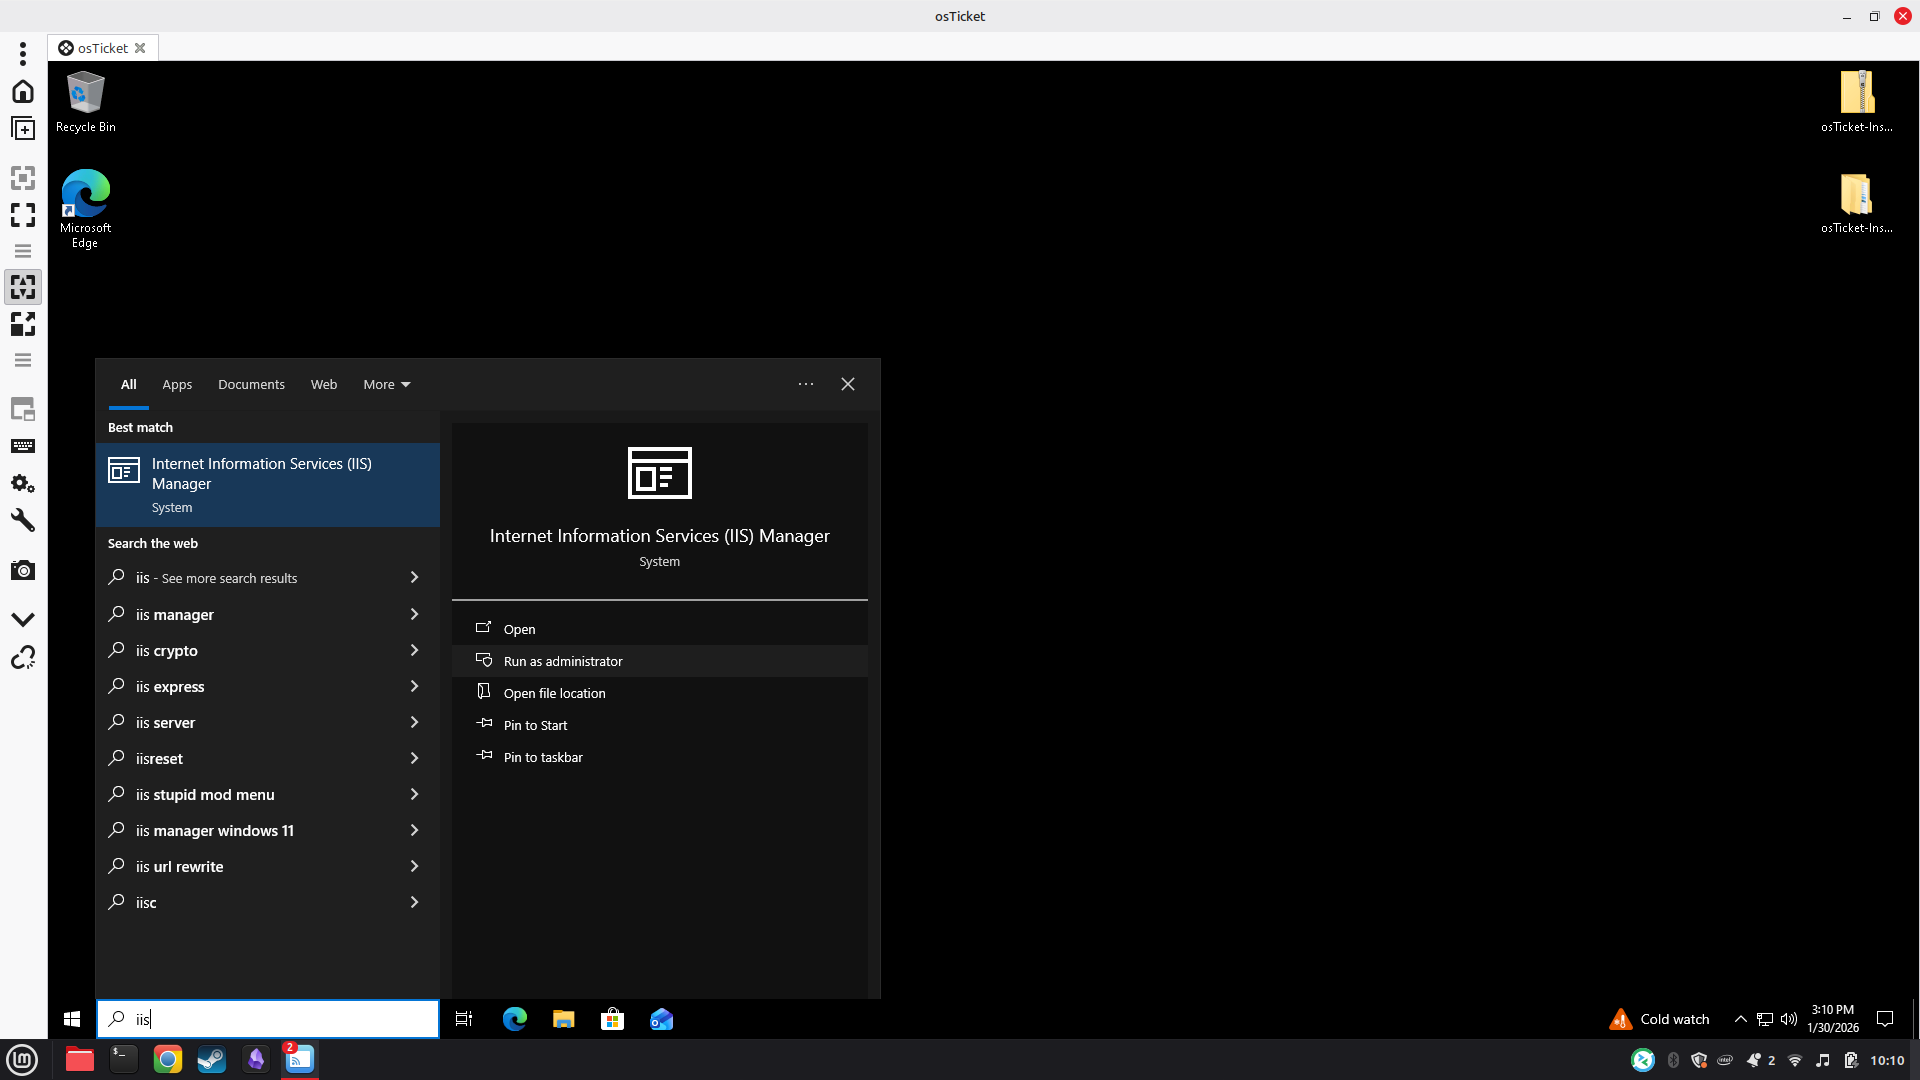 osTicket
osTicket
Recycle Bin
Microsoft
Edge
osTicket-Ins...
osTicket-Ins...
All Apps Documents Web More
Best match
Internet Information Services (IIS)
Manager
System
Search the web
iis - See more search results
iis manager
iis crypto
iis express
iis server
iisreset
iis stupid mod menu
iis manager windows 11
iis url rewrite
iisc
Internet Information Services (IIS) Manager
System
Open
Run as administrator
Open file location
Pin to Start
Pin to taskbar
iis
Cold watch
3:10 PM
1/30/2026
2
2
10:10